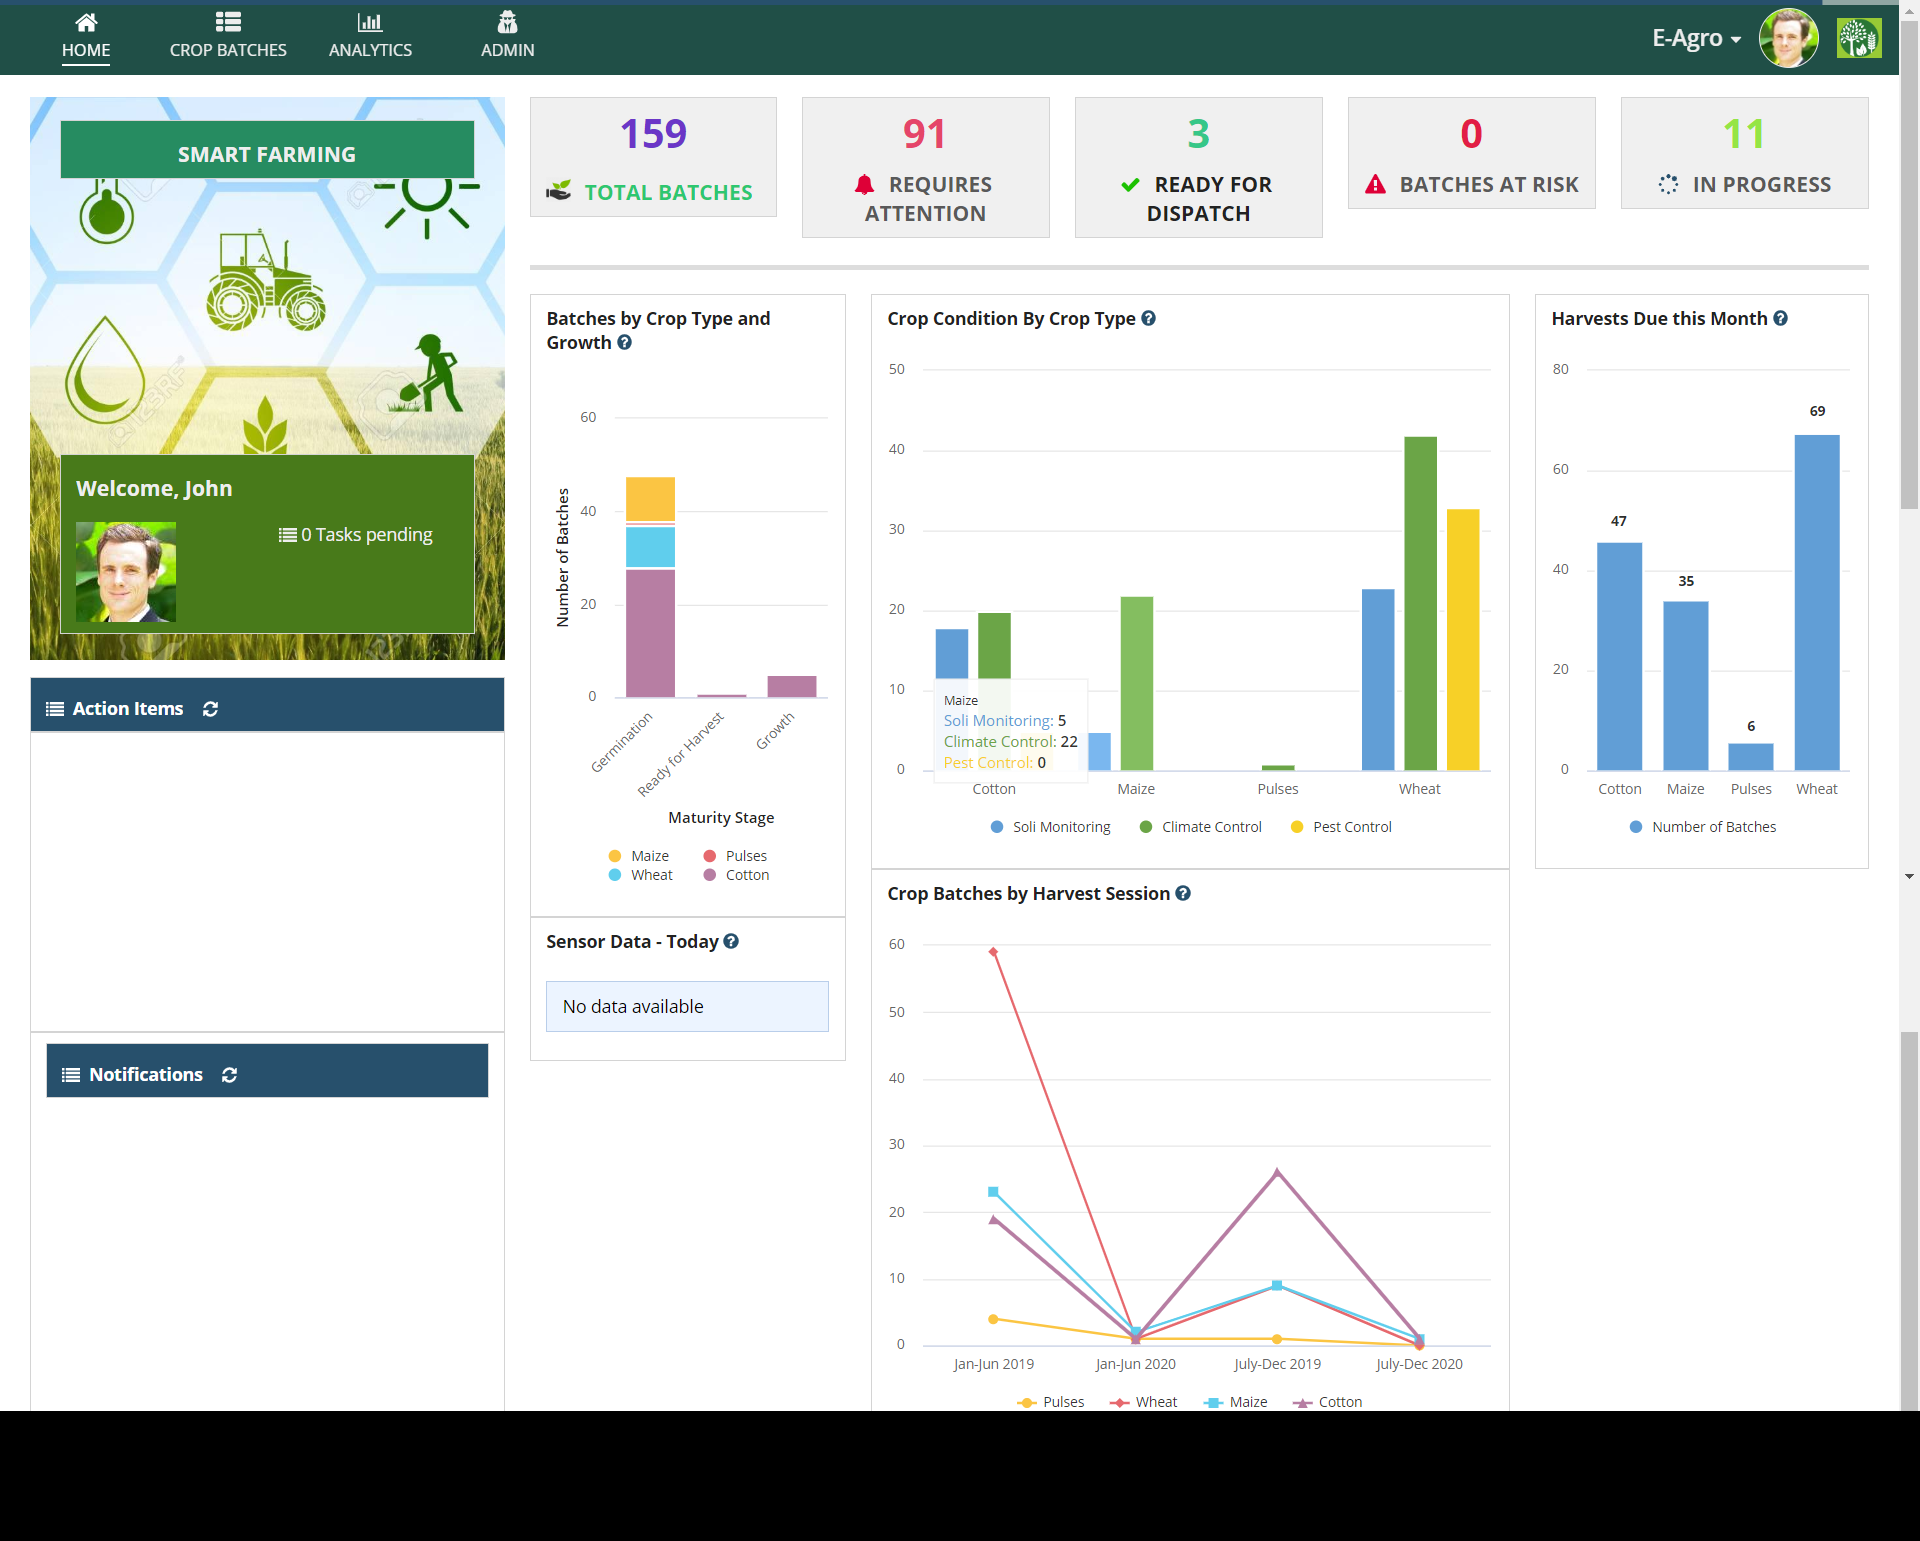 HOME
CROP BATCHES
ANALYTICS
ADMIN
E-Agro
SMART FARMING
Welcome, John
0 Tasks pending
Action Items
Notifications
159
TOTAL BATCHES
91
REQUIRES
ATTENTION
3
READY FOR
DISPATCH
0
BATCHES AT RISK
11
IN PROGRESS
Batches by Crop Type and
Growth
Number of Batches
60
40
20
0
Germination
Ready for Harvest
Growth
Maturity Stage
Maize
Pulses
Wheat
Cotton
Sensor Data - Today
No data available
Crop Condition By Crop Type
50
40
30
20
10
0
Maize
Soli Monitoring: 5
Climate Control: 22
Pest Control: 0
Cotton
Maize
Pulses
Wheat
Soli Monitoring
Climate Control
Pest Control
Crop Batches by Harvest Session
60
50
40
30
20
10
0
Jan-Jun 2019
Jan-Jun 2020
July-Dec 2019
July-Dec 2020
Pulses
Wheat
Maize
Cotton
Harvests Due this Month
80
60
40
20
0
47
35
6
69
Cotton
Maize
Pulses
Wheat
Number of Batches